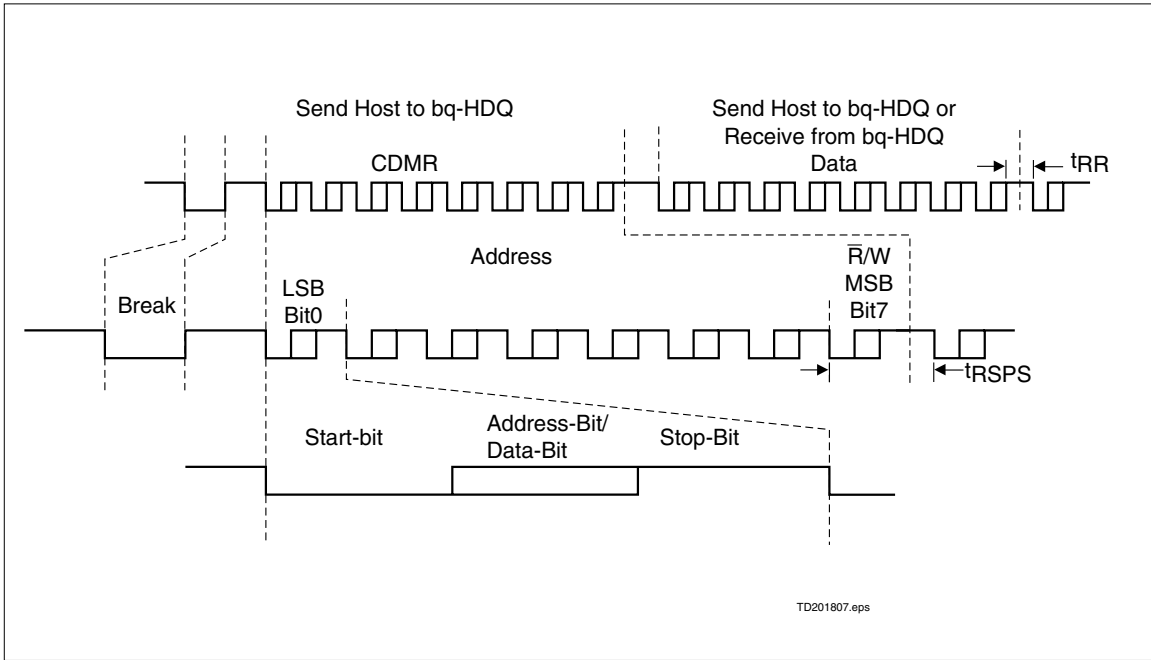 Send Host to bq-HDQ
Send Host to bq-HDQ or
Receive from bq-HDQ
CDMR
Data
tRR
Address
R̅/W
MSB
Bit7
LSB
Bit0
Break
tRSPS
Start-bit
Address-Bit/
Data-Bit
Stop-Bit
TD201807.eps